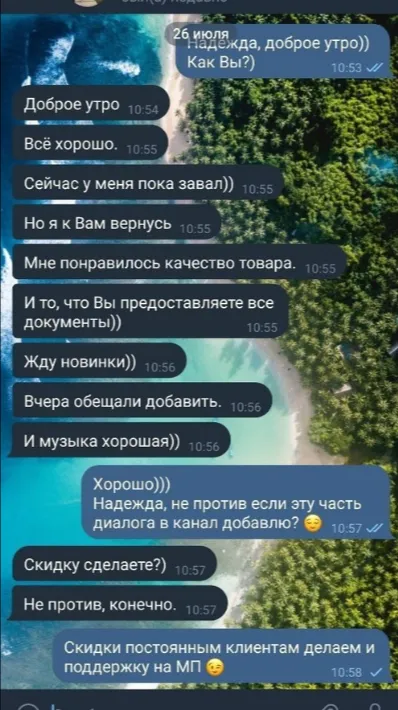 26 июля
Надежда, доброе утро))
Как Вы?)
10:53
Доброе утро 10:54
Всё хорошо. 10:55
Сейчас у меня пока завал)) 10:55
Но я к Вам вернусь 10:55
Мне понравилось качество товара. 10:55
И то, что Вы предоставляете все
документы)) 10:55
Жду новинки)) 10:56
Вчера обещали добавить. 10:56
И музыка хорошая)) 10:56
Хорошо)))
Надежда, не против если эту часть
диалога в канал добавлю? 😌 10:57
Скидку сделаете?) 10:57
Не против, конечно. 10:57
Скидки постоянным клиентам делаем и
поддержку на МП 😉 10:58